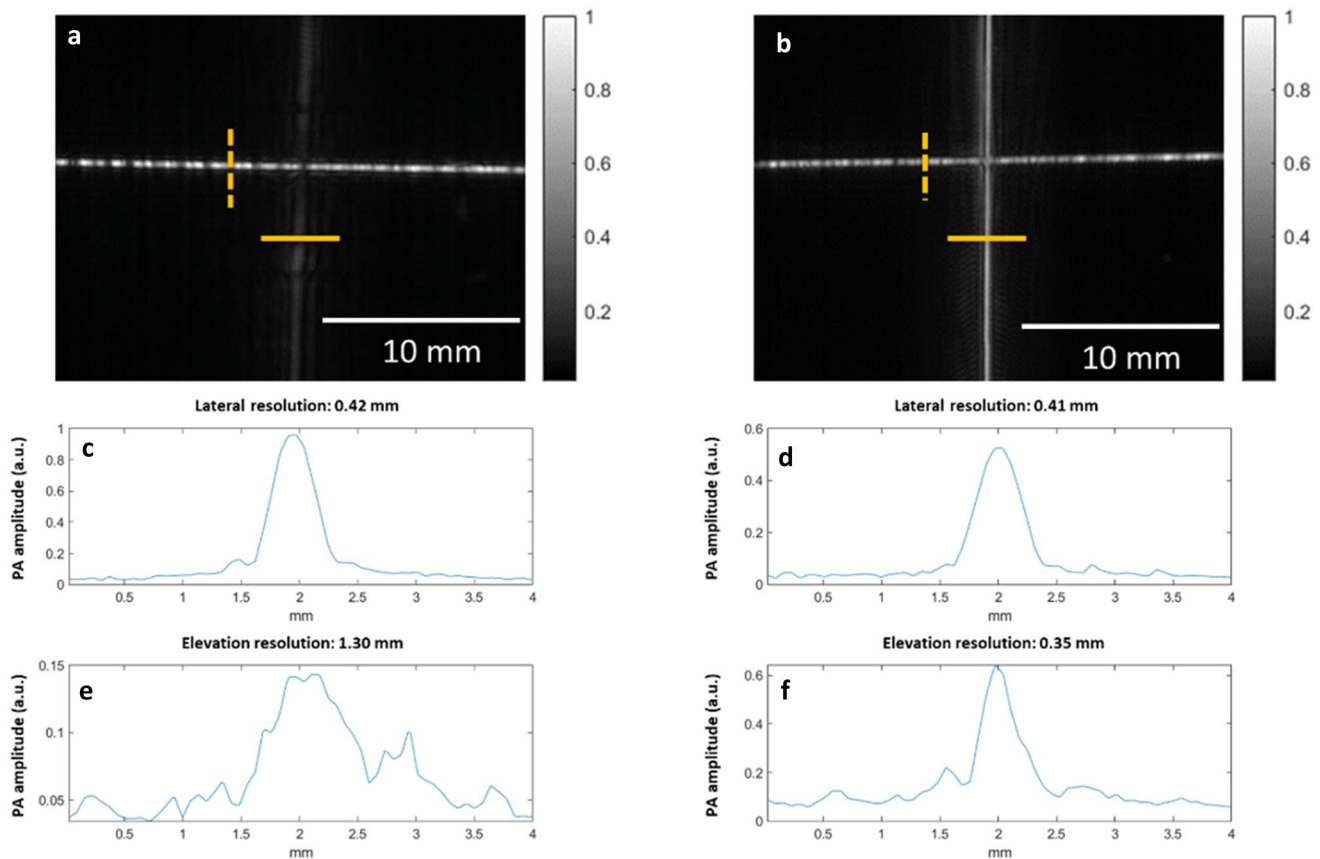 a
1
0.8
0.6
0.4
0.2
10 mm
b
1
0.8
0.6
0.4
0.2
10 mm
Lateral resolution: 0.42 mm
c
PA amplitude (a.u.)
1
0.8
0.6
0.4
0.2
0
0.5 1 1.5 2 2.5 3 3.5 4
mm
Lateral resolution: 0.41 mm
d
PA amplitude (a.u.)
0.6
0.4
0.2
0
0.5 1 1.5 2 2.5 3 3.5 4
mm
Elevation resolution: 1.30 mm
e
PA amplitude (a.u.)
0.15
0.1
0.05
0.5 1 1.5 2 2.5 3 3.5 4
mm
Elevation resolution: 0.35 mm
f
PA amplitude (a.u.)
0.6
0.4
0.2
0
0.5 1 1.5 2 2.5 3 3.5 4
mm